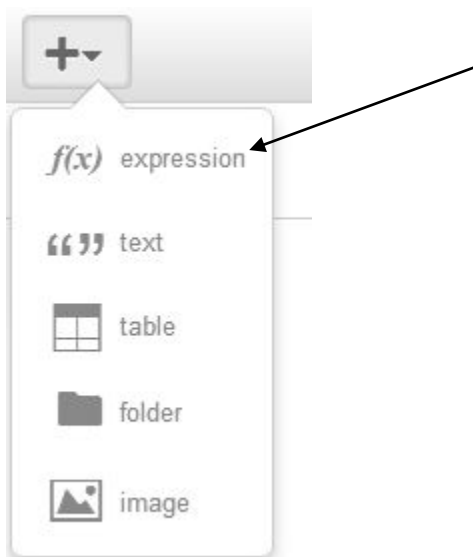 f(x) expression
“” text
table
folder
image